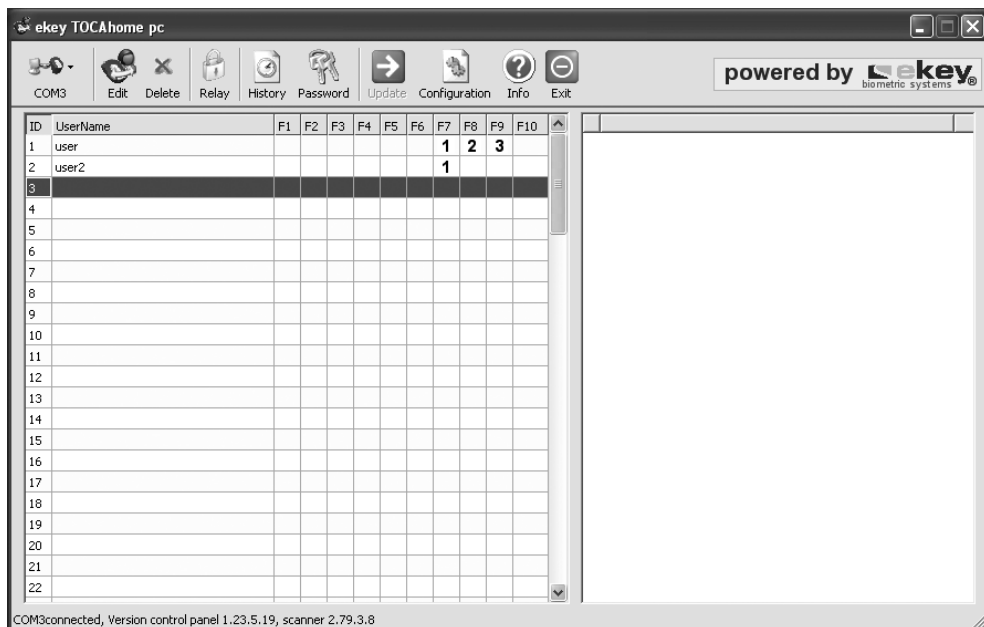 ekey TOCAhome pc
COM3 Edit Delete Relay History Password Update Configuration Info Exit
powered by ekey®
biometric systems
ID UserName F1 F2 F3 F4 F5 F6 F7 F8 F9 F10
1 user 1 2 3
2 user2 1
3
4
5
6
7
8
9
10
11
12
13
14
15
16
17
18
19
20
21
22
COM3connected, Version control panel 1.23.5.19, scanner 2.79.3.8